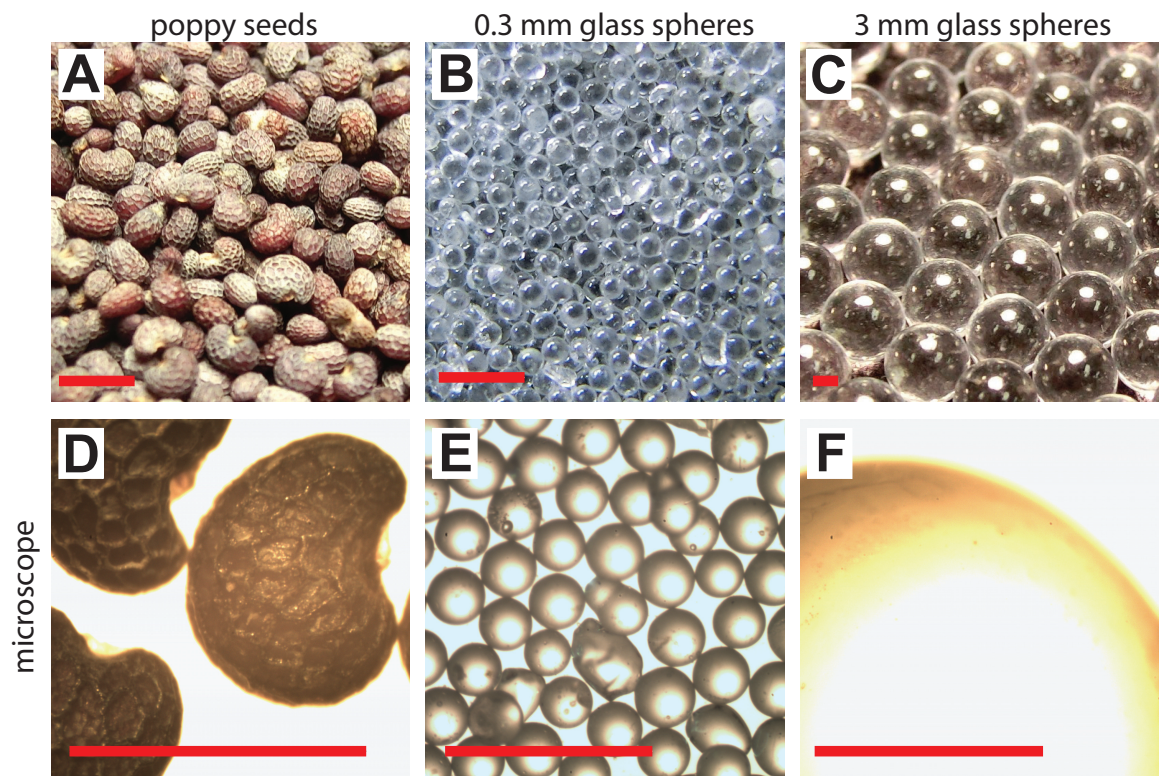 poppy seeds
0.3 mm glass spheres
3 mm glass spheres
A
B
C
microscope
D
E
F